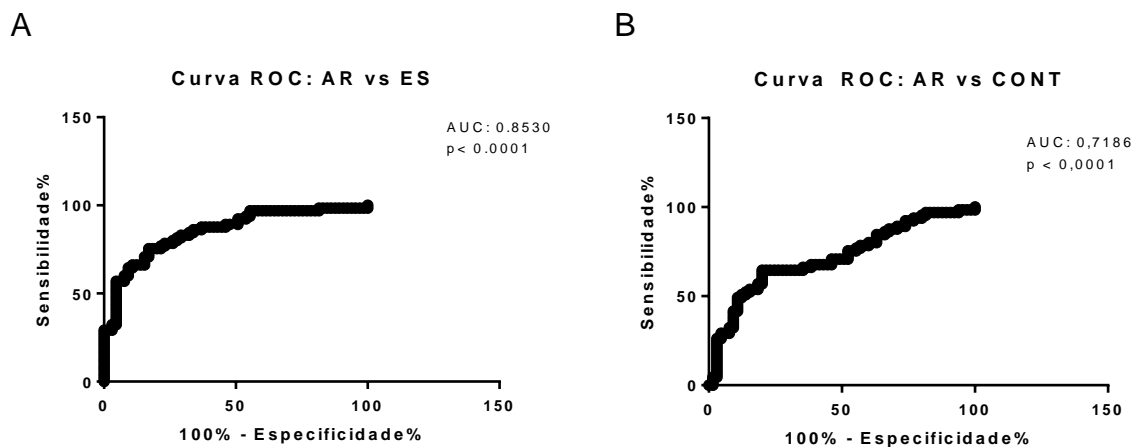 A
Curva ROC: AR vs ES
AUC: 0.8530
p< 0.0001
150
100
50
0
Sensibilidade%
0 50 100 150
100% - Especificidade%
B
Curva ROC: AR vs CONT
AUC: 0,7186
p < 0,0001
150
100
50
0
Sensibilidade%
0 50 100 150
100% - Especificidade%